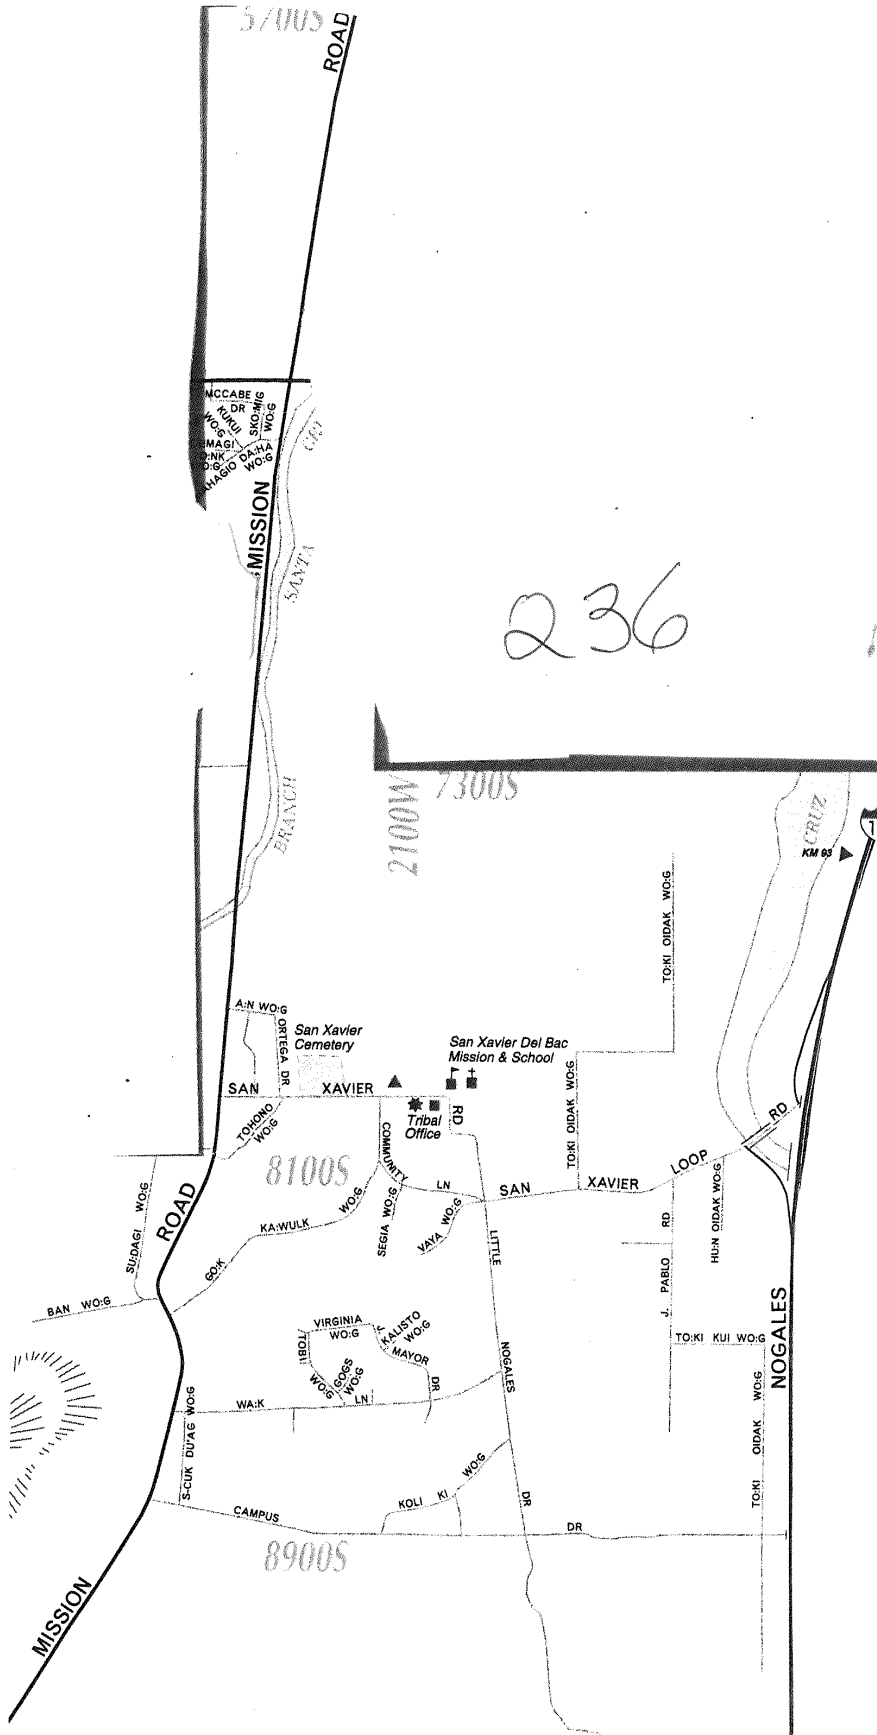 5700S
ROAD
MCCABE
DR
KUKUI
WO:G
SKO:MIG
WO:G
DA:HA
WO:G
MISSION
SANTA
236
BRANCH
2100W
7300S
CRUZ
KM 93
TO:KI OIDAK WO:G
A:N WO:G
ORTEGA DR
San Xavier
Cemetery
San Xavier Del Bac
Mission & School
SAN XAVIER
RD
Tribal
Office
TOHONO
WO:G
COMMUNITY
LN
TO:KI OIDAK WO:G
SAN XAVIER LOOP RD
8100S
SU:DAGI WO:G
ROAD
GO:K
KA:WULK
WO:G
SEGIA WO:G
VAYA WO:G
LITTLE
NOGALES
DR
J. PABLO RD
HU:N OIDAK WO:G
BAN WO:G
VIRGINIA
WO:G
TOBI
WO:G
GOGS
WO:G
J.
KALISTO
WO:G
MAYOR
DR
TO:KI KUI WO:G
NOGALES
WA:K LN
S-CUK DU'AG WO:G
KOLI KI WO:G
TO:KI OIDAK WO:G
CAMPUS DR
8900S
MISSION